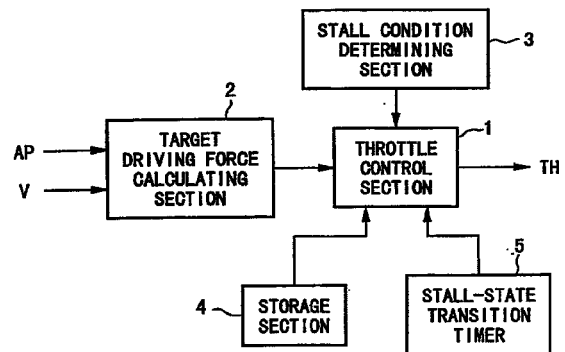 STALL CONDITION
DETERMINING
SECTION
3
2
1
AP
V
TARGET
DRIVING FORCE
CALCULATING
SECTION
THROTTLE
CONTROL
SECTION
TH
4
STORAGE
SECTION
5
STALL-STATE
TRANSITION
TIMER